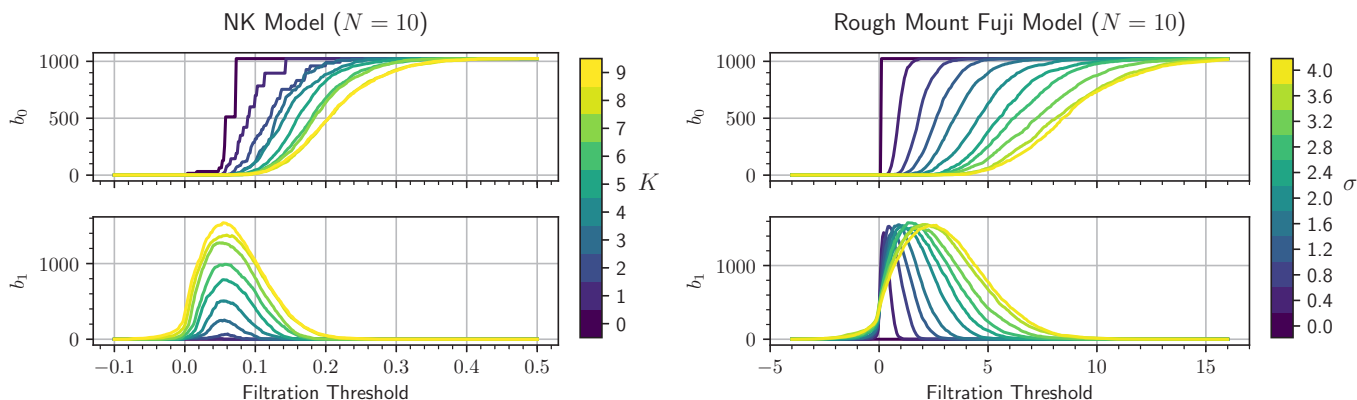 NK Model (N = 10)
1000
500
0
b0
1000
0
b1
−0.1 0.0 0.1 0.2 0.3 0.4 0.5
Filtration Threshold
9
8
7
6
5
4
3
2
1
0
K
Rough Mount Fuji Model (N = 10)
1000
500
0
b0
1000
0
b1
−5 0 5 10 15
Filtration Threshold
4.0
3.6
3.2
2.8
2.4
2.0
1.6
1.2
0.8
0.4
0.0
σ